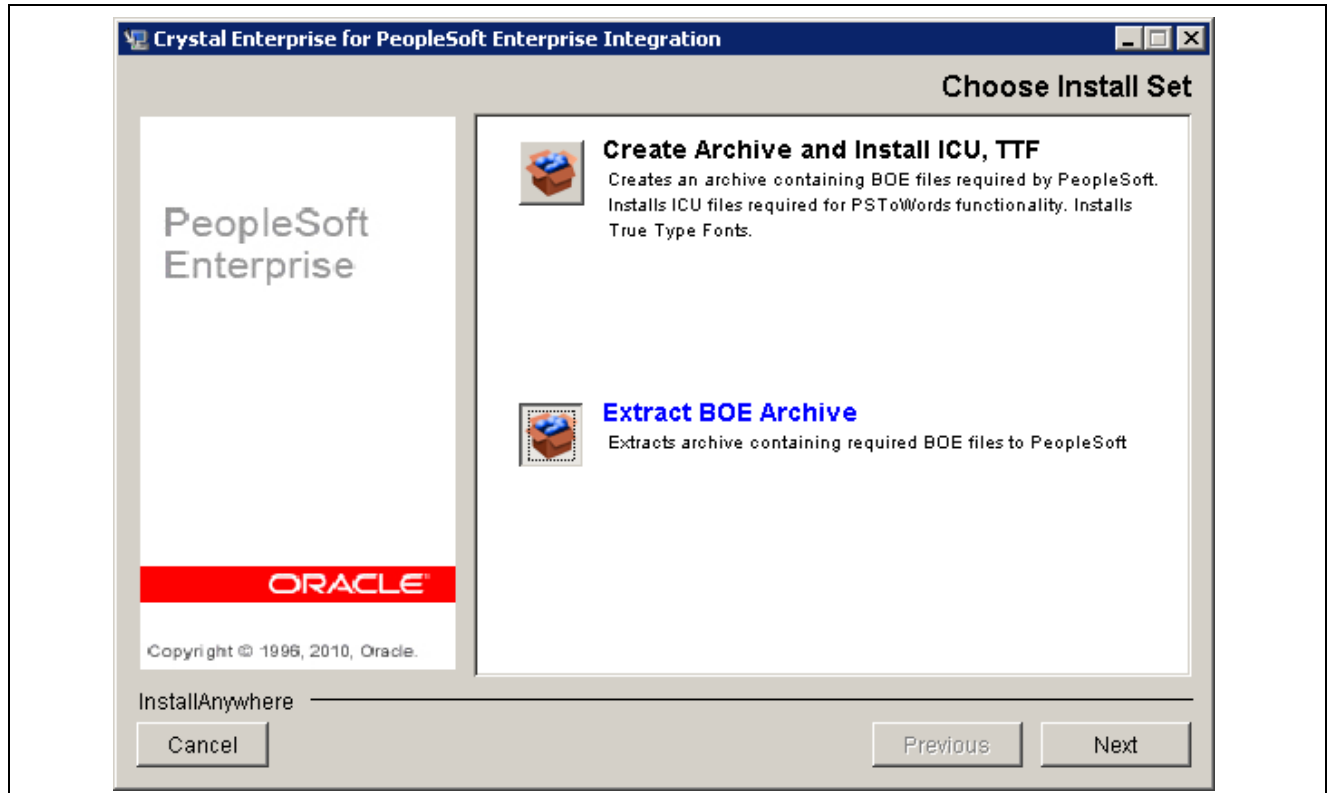 Crystal Enterprise for PeopleSoft Enterprise Integration
Choose Install Set
PeopleSoft
Enterprise
ORACLE
Copyright © 1996, 2010, Oracle.
Create Archive and Install ICU, TTF
Creates an archive containing BOE files required by PeopleSoft.
Installs ICU files required for PSToWords functionality. Installs
True Type Fonts.
Extract BOE Archive
Extracts archive containing required BOE files to PeopleSoft
InstallAnywhere
Cancel
Previous
Next